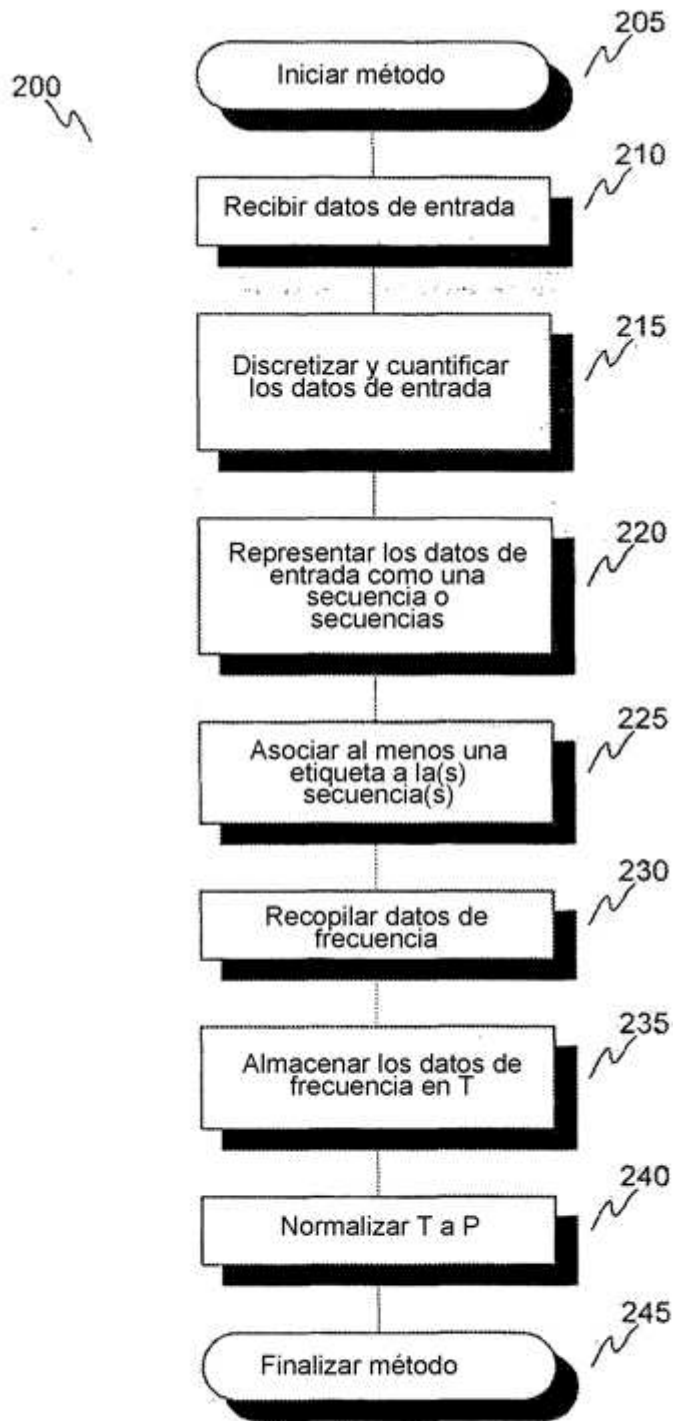 205
Iniciar método
200
210
Recibir datos de entrada
215
Discretizar y cuantificar
los datos de entrada
220
Representar los datos de
entrada como una
secuencia o
secuencias
225
Asociar al menos una
etiqueta a la(s)
secuencia(s)
230
Recopilar datos de
frecuencia
235
Almacenar los datos de
frecuencia en T
240
Normalizar T a P
245
Finalizar método